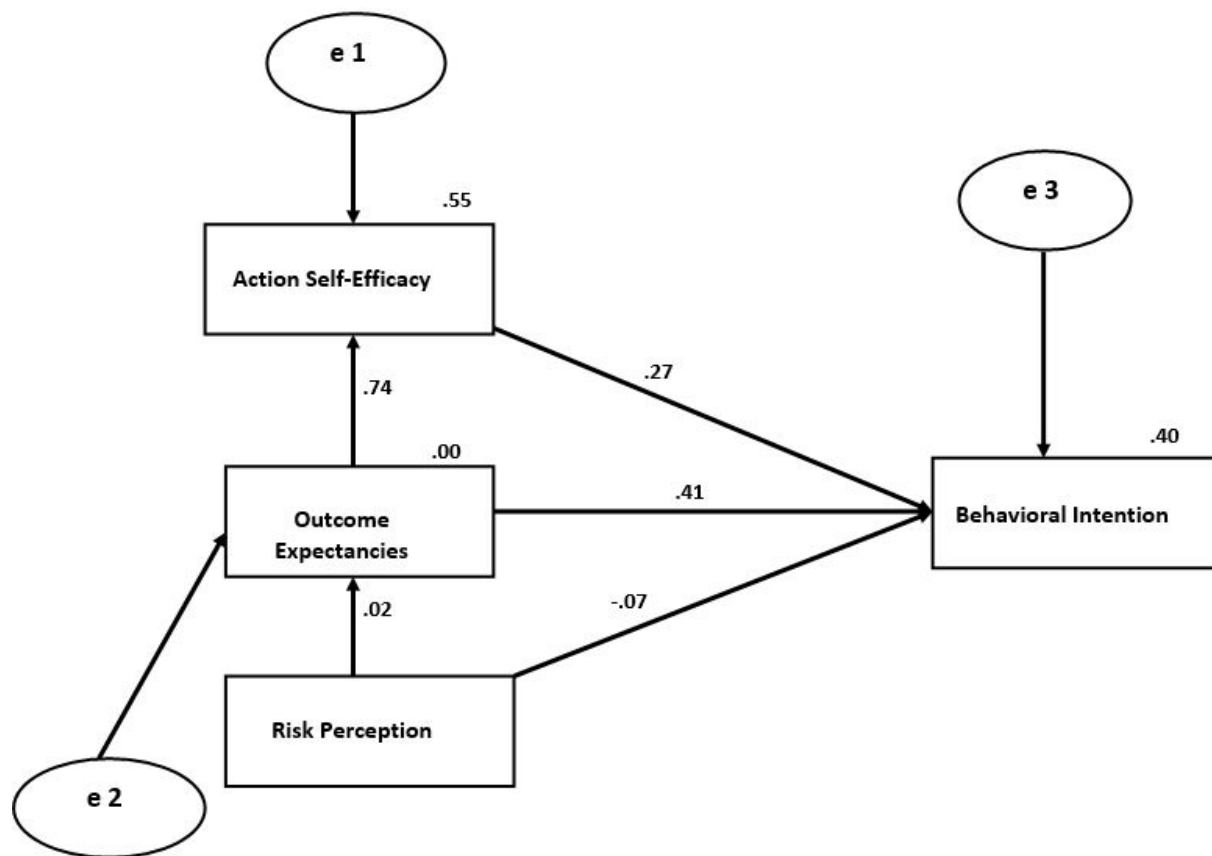 e 1
e 3
.55
Action Self-Efficacy
.27
.74
.40
.00
.41
Behavioral Intention
Outcome
Expectancies
.02
-.07
Risk Perception
e 2